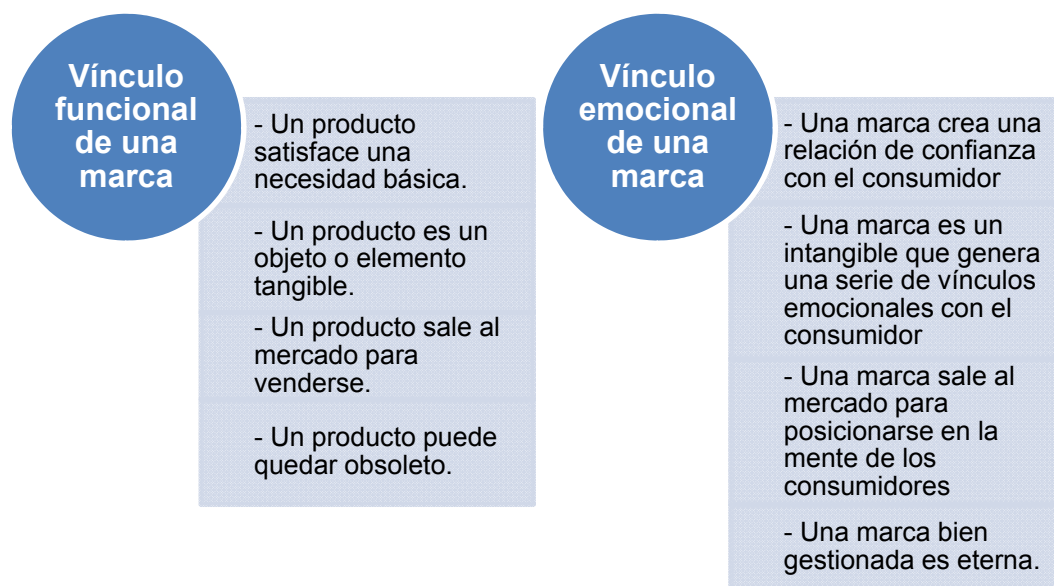 Vínculo
funcional
de una
marca
- Un producto
satisface una
necesidad básica.
- Un producto es un
objeto o elemento
tangible.
- Un producto sale al
mercado para
venderse.
- Un producto puede
quedar obsoleto.
Vínculo
emocional
de una
marca
- Una marca crea una
relación de confianza
con el consumidor
- Una marca es un
intangible que genera
una serie de vínculos
emocionales con el
consumidor
- Una marca sale al
mercado para
posicionarse en la
mente de los
consumidores
- Una marca bien
gestionada es eterna.